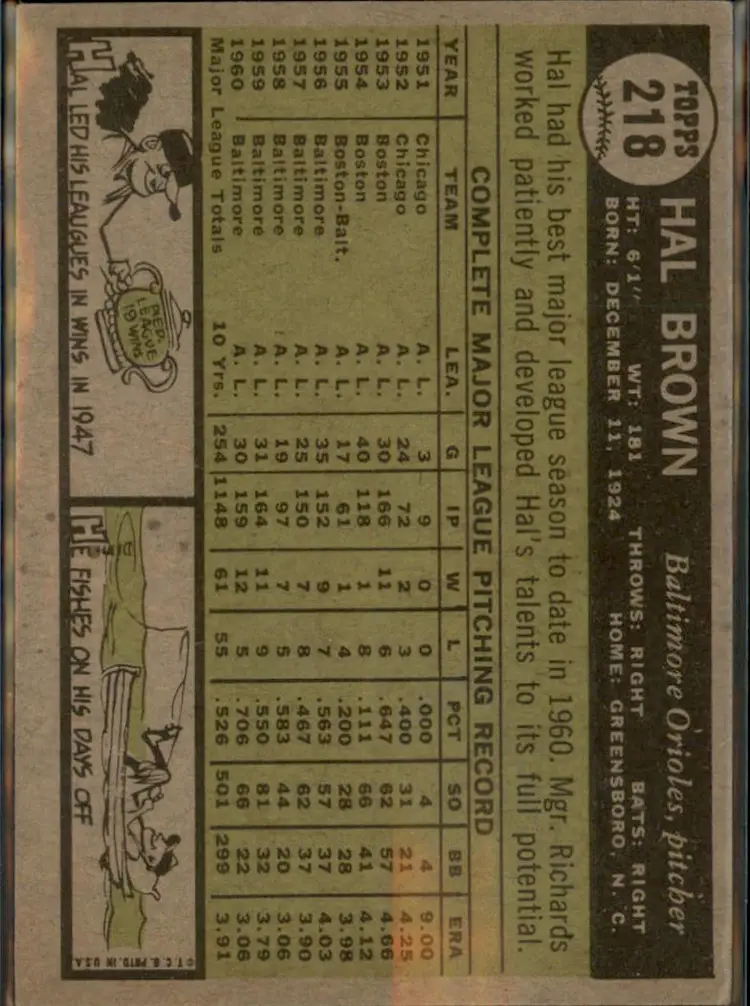 TOPPS
218
HAL BROWN
Baltimore Orioles, pitcher
HT: 6'1" WT: 181 THROWS: RIGHT BATS: RIGHT
BORN: DECEMBER 11, 1924 HOME: GREENSBORO, N. C.
Hal had his best major league season to date in 1960. Mgr. Richards
worked patiently and developed Hal's talents to its full potential.
COMPLETE MAJOR LEAGUE PITCHING RECORD
YEAR TEAM LEA. G IP W L PCT SO BB ERA
1951 Chicago A. L. 3 9 0 0 .000 4 4 9.00
1952 Chicago A. L. 24 72 2 3 .400 31 21 4.25
1953 Boston A. L. 30 166 11 6 .647 62 57 4.66
1954 Boston A. L. 40 118 1 8 .111 66 41 4.12
1955 Boston-Balt. A. L. 17 61 1 4 .200 28 28 3.98
1956 Baltimore A. L. 35 152 9 7 .563 57 37 4.03
1957 Baltimore A. L. 25 150 7 8 .467 62 37 3.90
1958 Baltimore A. L. 19 97 7 5 .583 44 20 3.06
1959 Baltimore A. L. 31 164 11 9 .550 81 32 3.79
1960 Baltimore A. L. 30 159 12 5 .706 66 22 3.06
Major League Totals 10 Yrs. 254 1148 61 55 .526 501 299 3.91
PIED.
LEAGUE
19 WINS
HAL LED HIS LEAUGUES IN WINS IN 1947
HE FISHES ON HIS DAYS OFF
© T. C. G. PRTD. IN U.S.A.